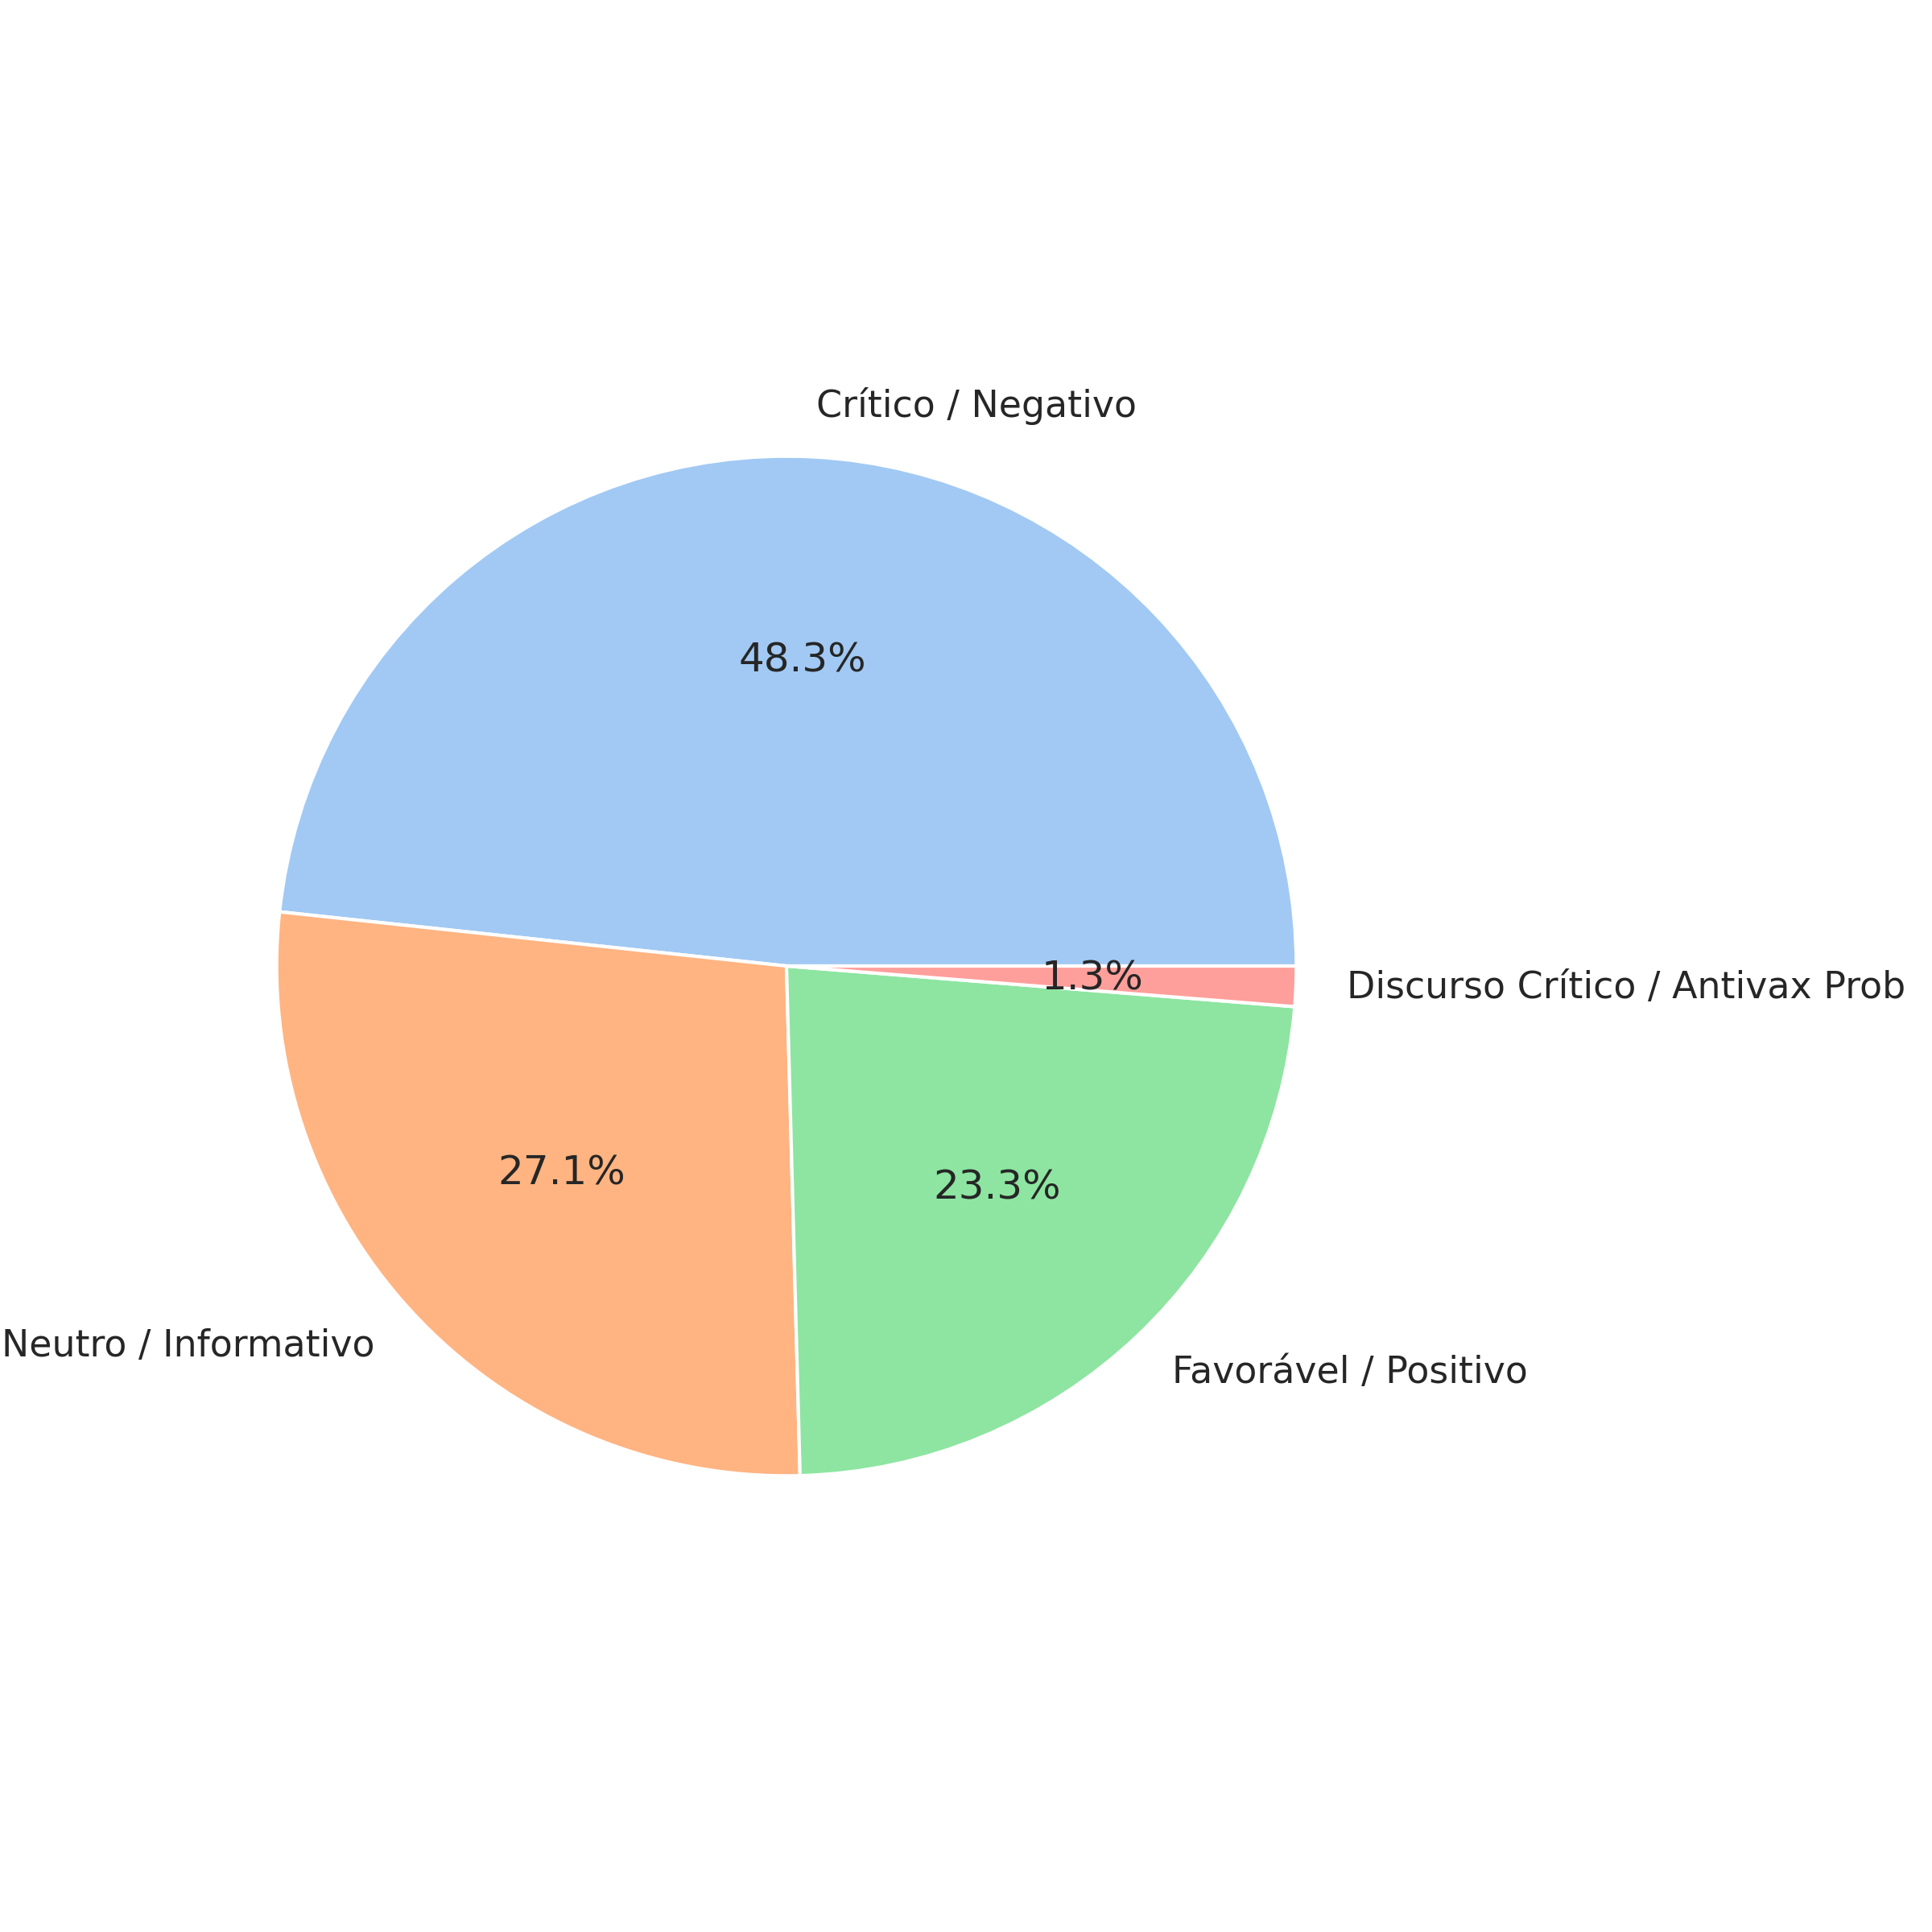 Crítico / Negativo
48.3%
1.3%
Discurso Crítico / Antivax Prob
27.1%
23.3%
Neutro / Informativo
Favorável / Positivo